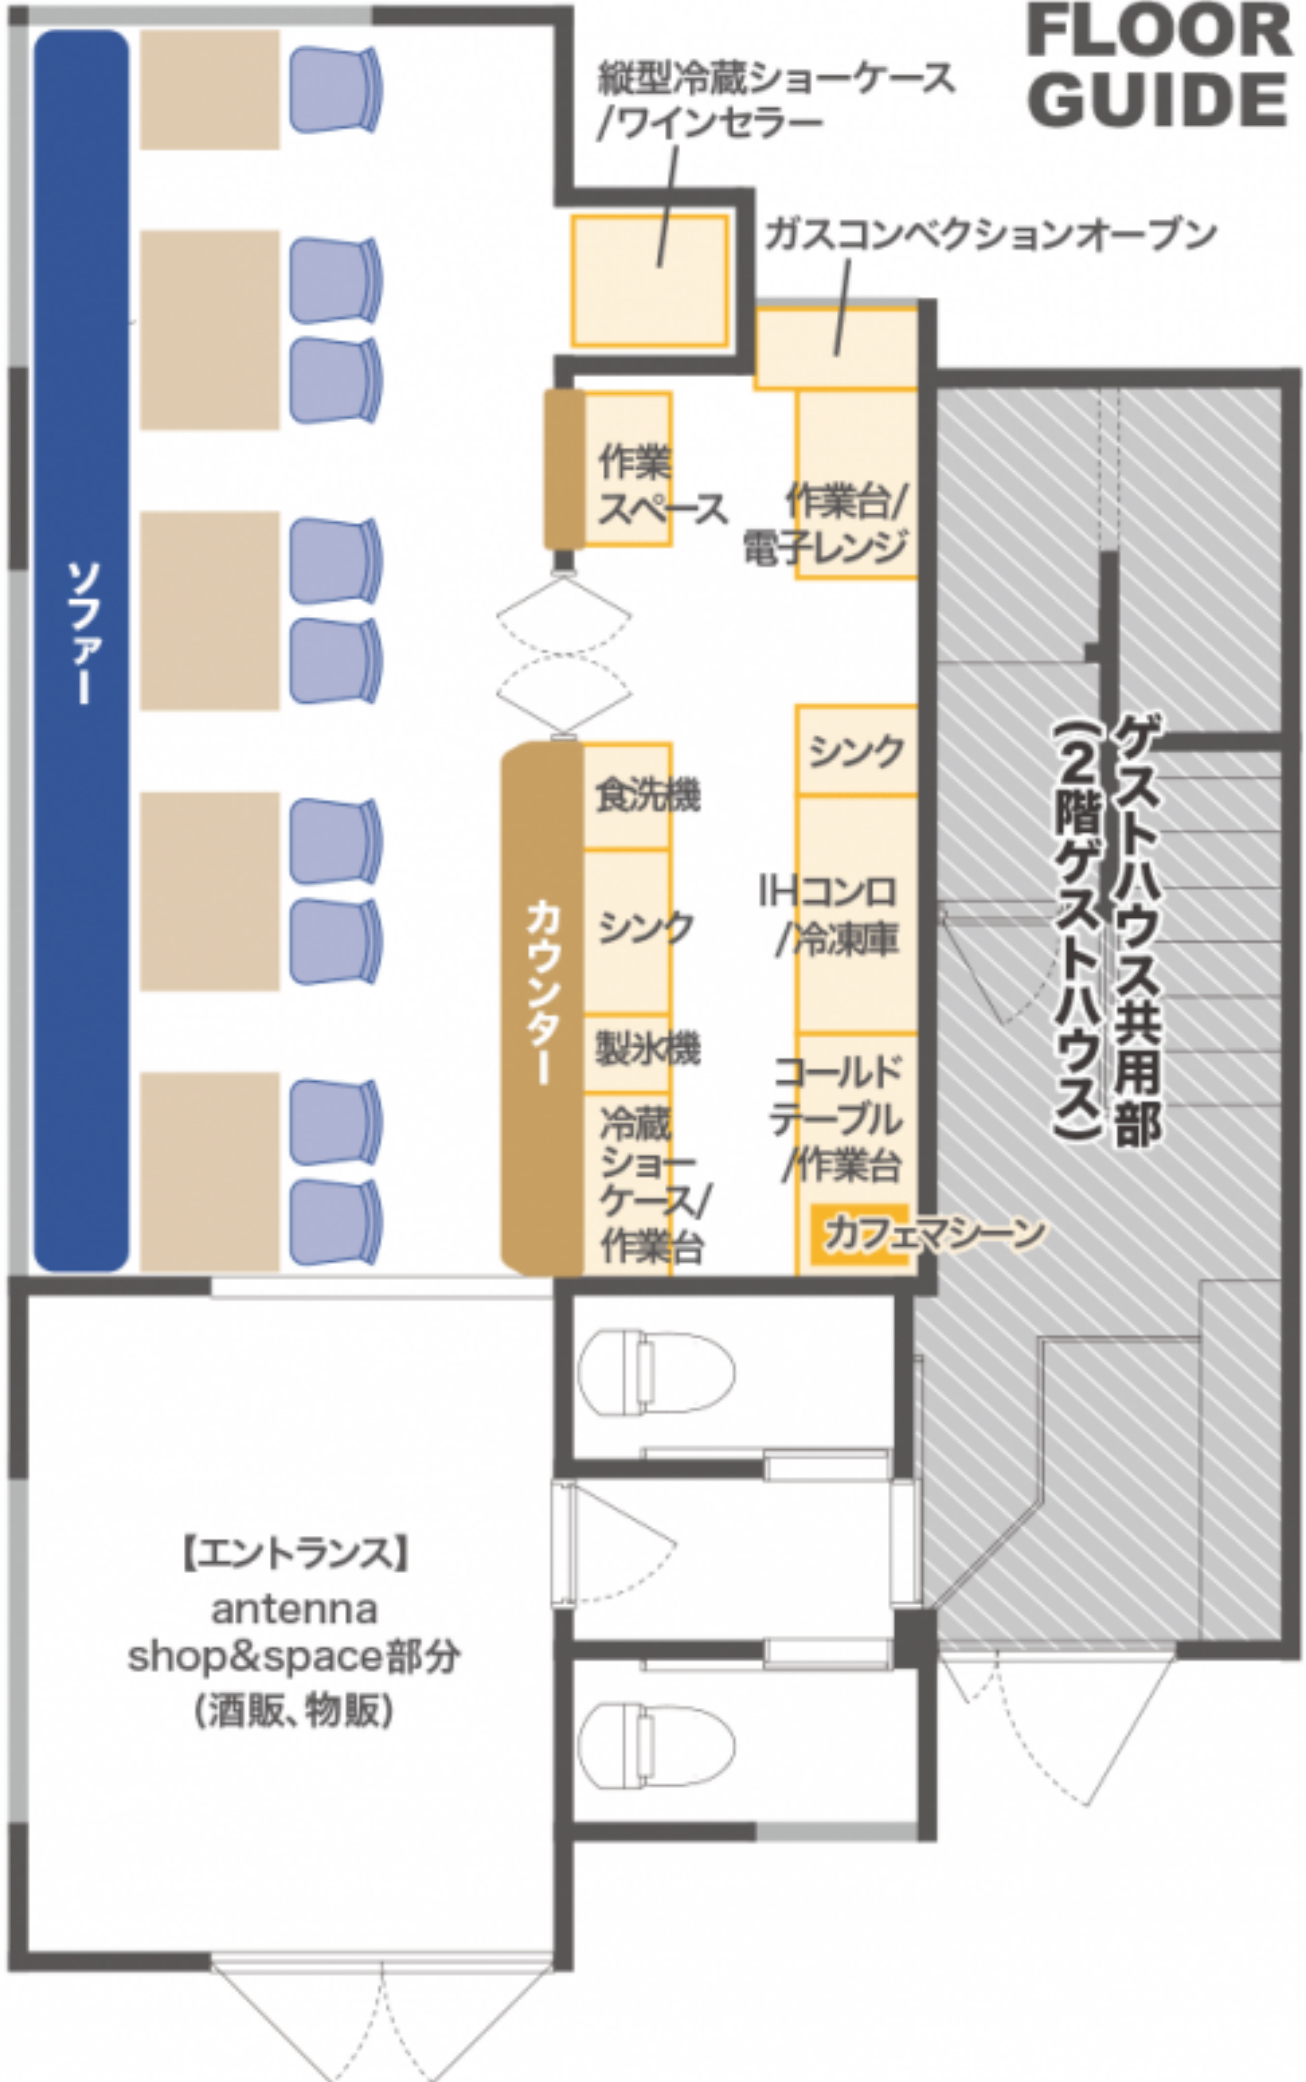 FLOOR
GUIDE
縦型冷蔵ショーケース
/ワインセラー
ガスコンベクションオーブン
作業
スペース
作業台/
電子レンジ
ソファー
シンク
食洗機
IHコンロ
/冷凍庫
シンク
カウンター
製氷機
コールド
テーブル
/作業台
冷蔵
ショー
ケース/
作業台
カフェマシーン
ゲストハウス共用部
(2階ゲストハウス)
【エントランス】
antenna
shop&space部分
(酒販、物販)